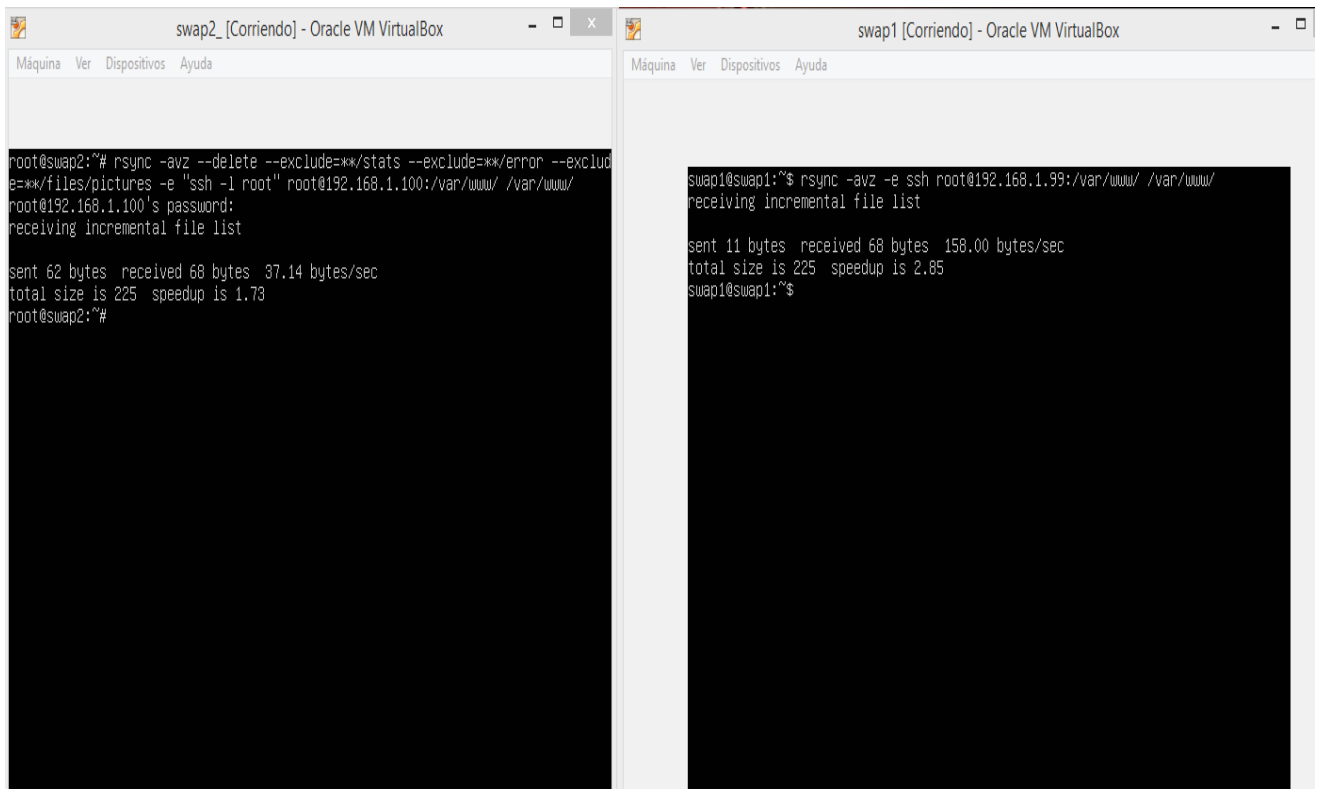 swap2_ [Corriendo] - Oracle VM VirtualBox
Máquina Ver Dispositivos Ayuda
root@swap2:~# rsync -avz --delete --exclude=**/stats --exclude=**/error --exclud
e=**/files/pictures -e "ssh -l root" root@192.168.1.100:/var/www/ /var/www/
root@192.168.1.100's password:
receiving incremental file list
sent 62 bytes  received 68 bytes  37.14 bytes/sec
total size is 225  speedup is 1.73
root@swap2:~#
swap1 [Corriendo] - Oracle VM VirtualBox
Máquina Ver Dispositivos Ayuda
swap1@swap1:~$ rsync -avz -e ssh root@192.168.1.99:/var/www/ /var/www/
receiving incremental file list
sent 11 bytes  received 68 bytes  158.00 bytes/sec
total size is 225  speedup is 2.85
swap1@swap1:~$